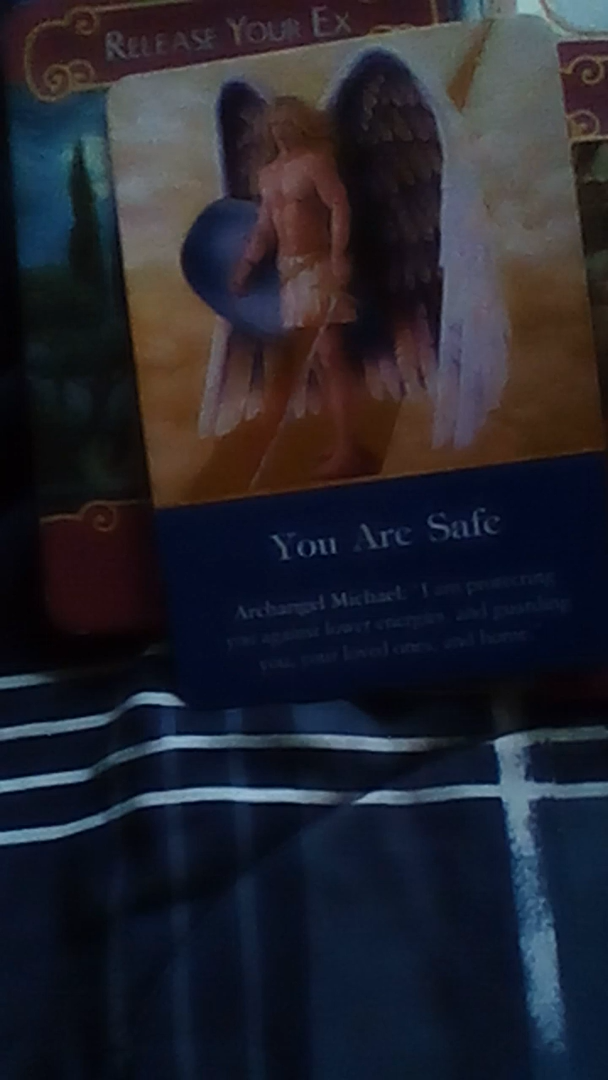 Release Your Ex
You Are Safe
Archangel Michael: "I am protecting
you against lower energies, and guarding
you, your loved ones, and home."